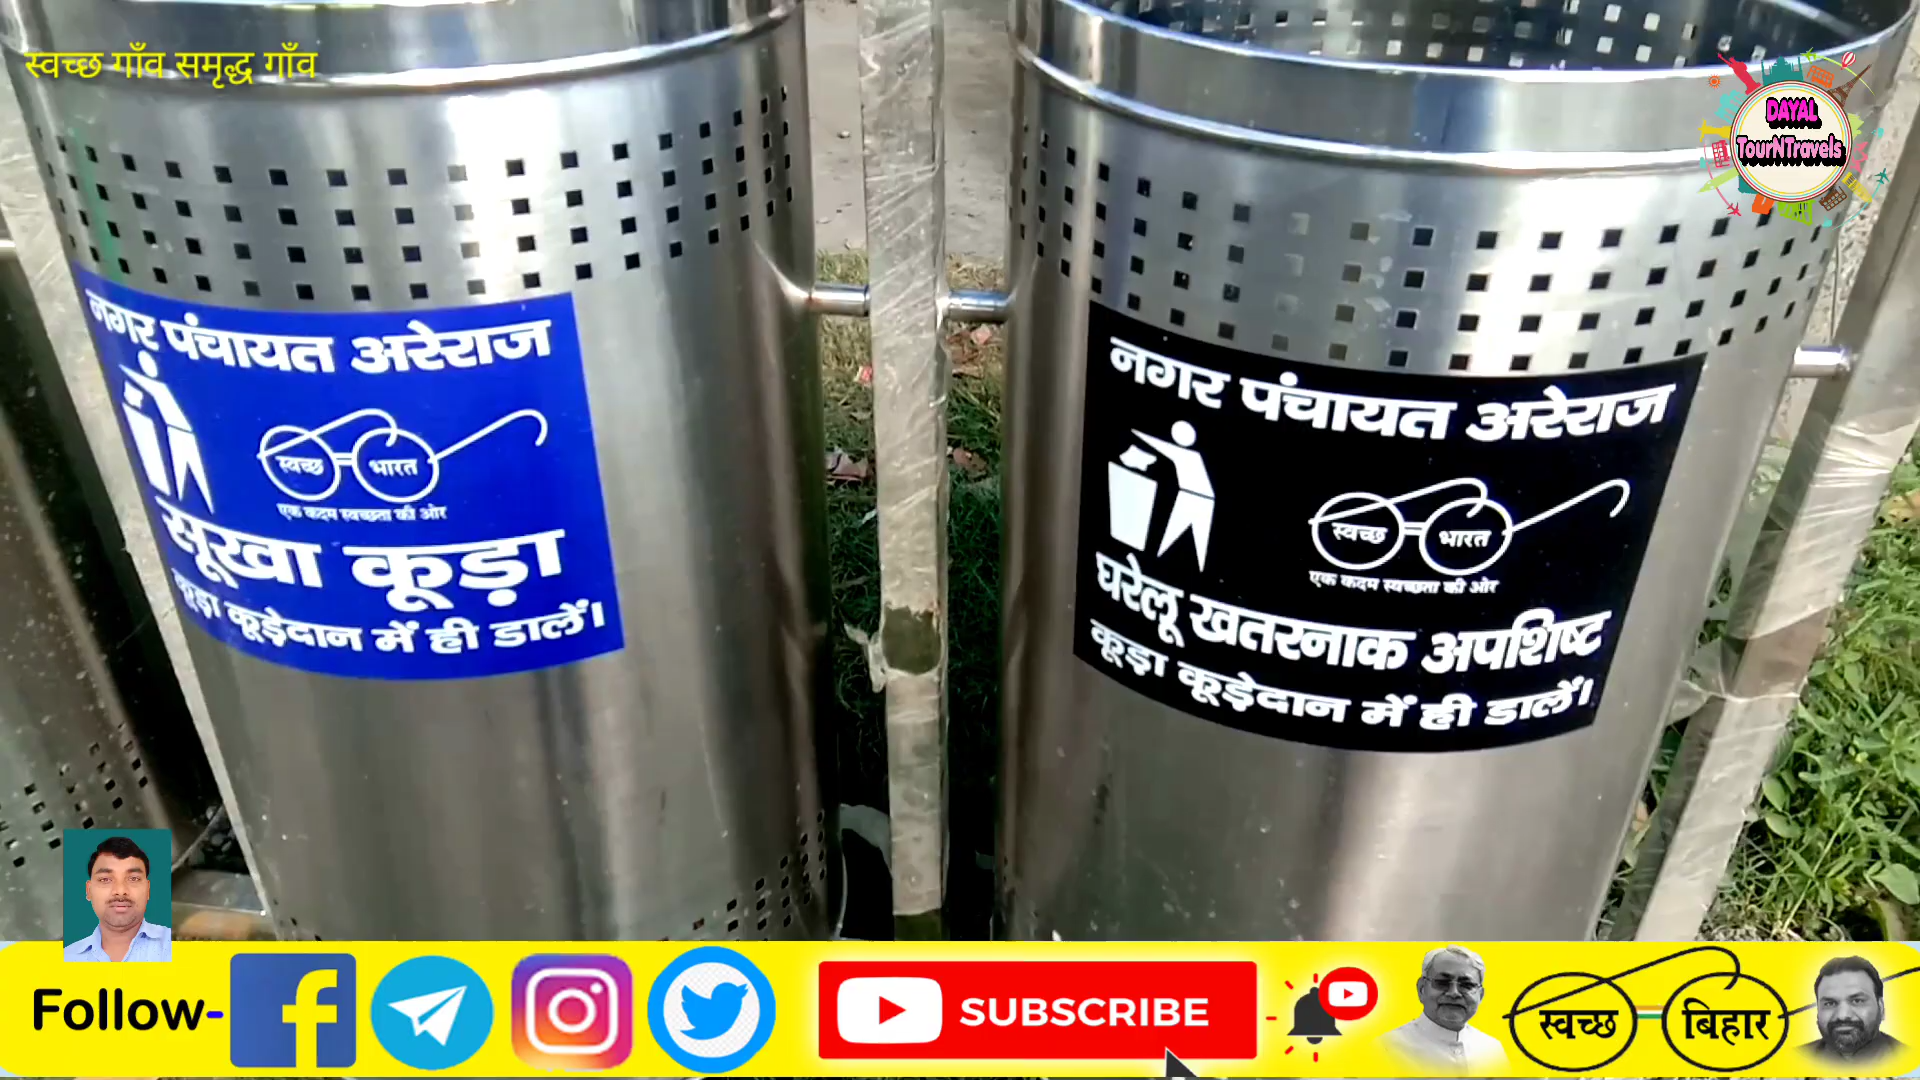 स्वच्छ गाँव समृद्ध गाँव
DAYAL
TourNTravels
नगर पंचायत अरेराज
स्वच्छ भारत
एक कदम स्वच्छता की ओर
सूखा कूड़ा
कूड़ा कूड़ेदान में ही डालें।
नगर पंचायत अरेराज
स्वच्छ भारत
एक कदम स्वच्छता की ओर
घरेलू खतरनाक अपशिष्ट
कूड़ा कूड़ेदान में ही डालें।
Follow-
SUBSCRIBE
स्वच्छ बिहार